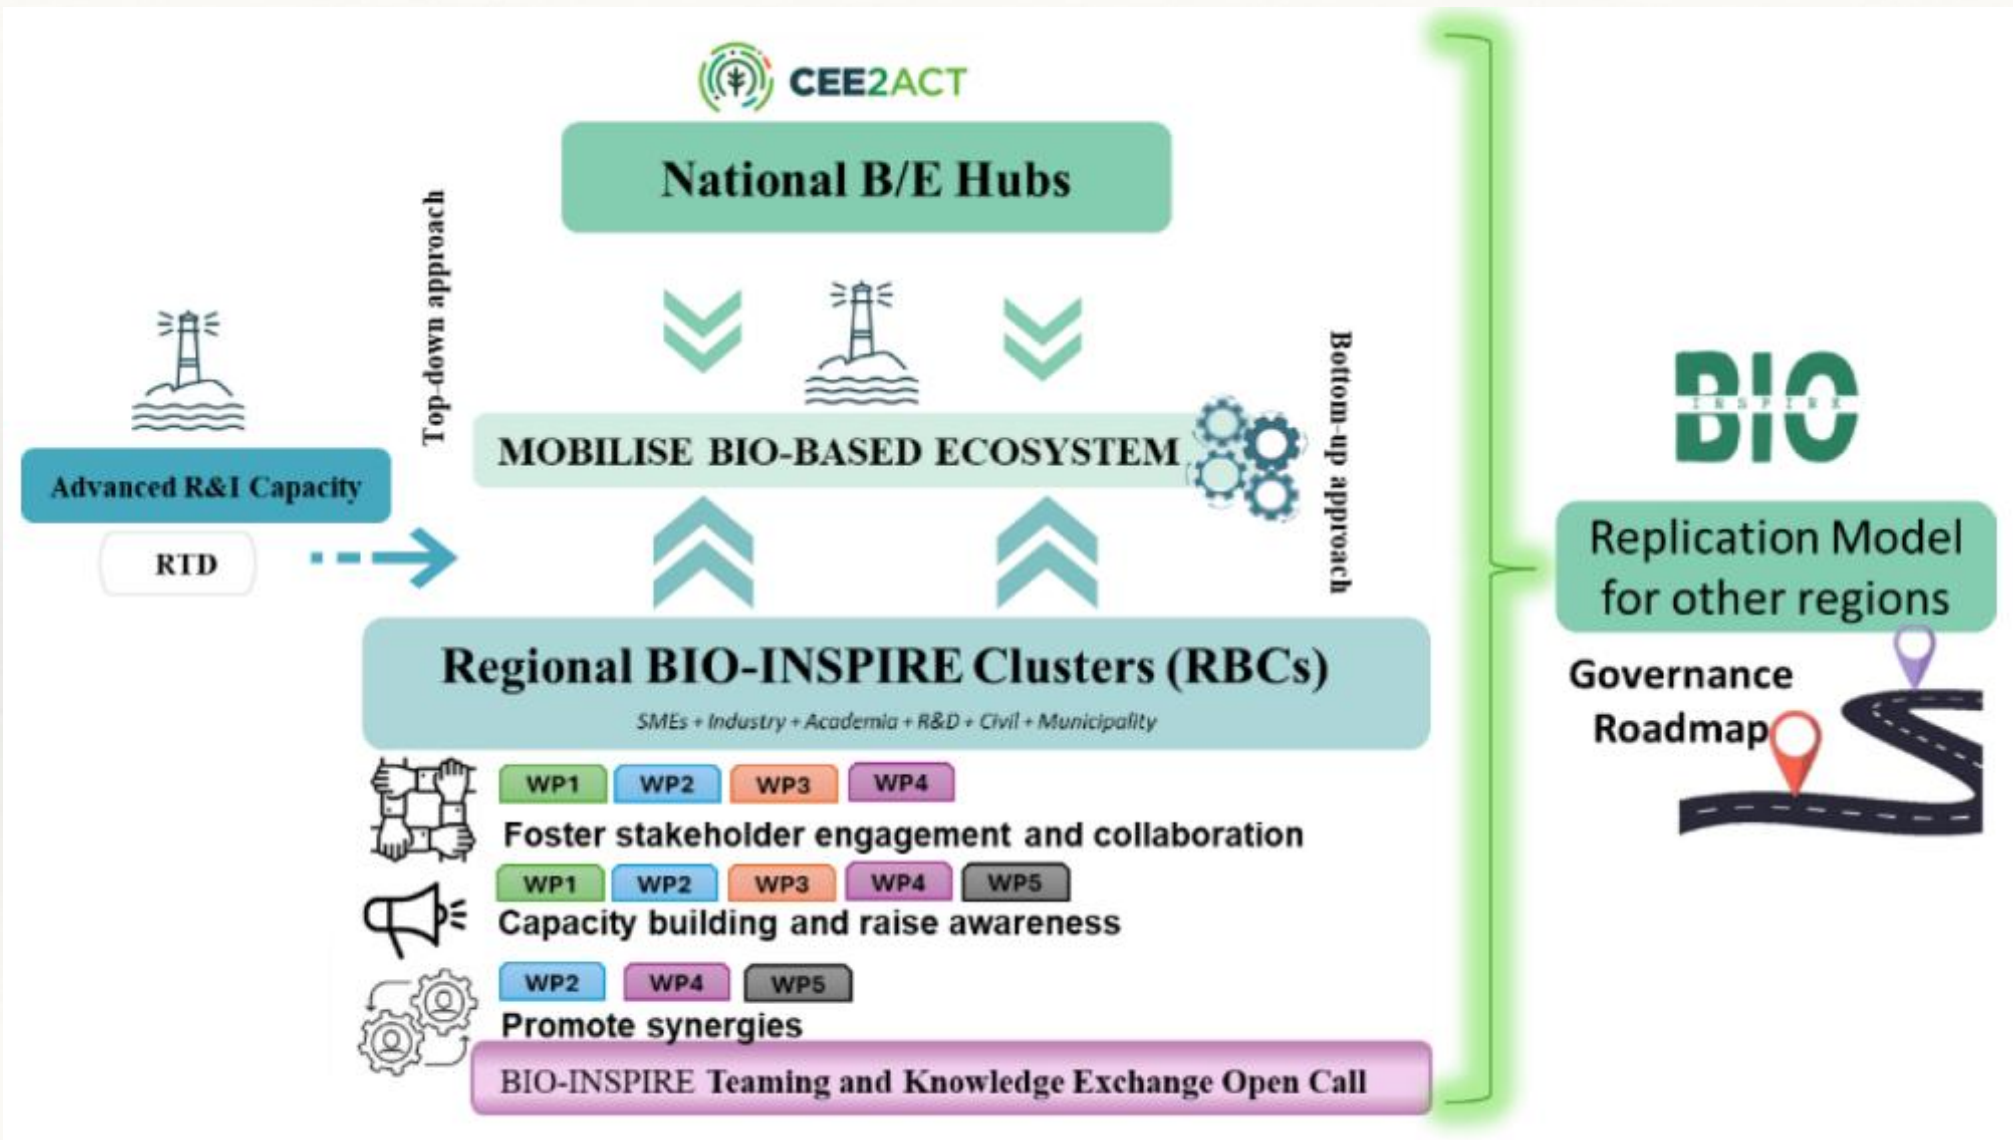 CEE2ACT
National B/E Hubs
Top-down approach
MOBILISE BIO-BASED ECOSYSTEM
Bottom-up approach
Advanced R&I Capacity
RTD
Regional BIO-INSPIRE Clusters (RBCs)
SMEs + Industry + Academia + R&D + Civil + Municipality
WP1 WP2 WP3 WP4
Foster stakeholder engagement and collaboration
WP1 WP2 WP3 WP4 WP5
Capacity building and raise awareness
WP2 WP4 WP5
Promote synergies
BIO-INSPIRE Teaming and Knowledge Exchange Open Call
BIO
INSPIRE
Replication Model
for other regions
Governance
Roadmap